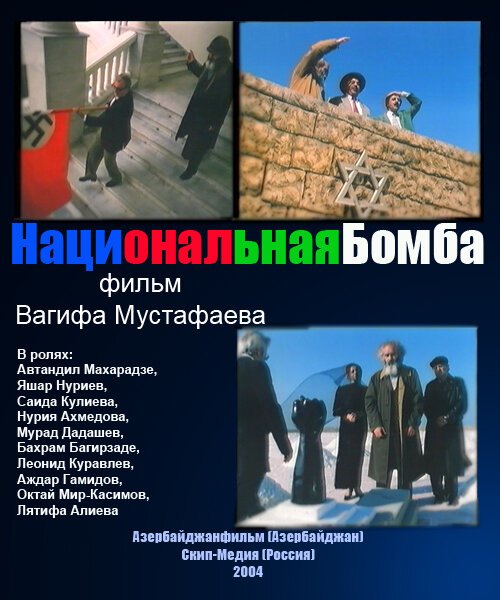 НациональнаяБомба
фильм
Вагифа Мустафаева
В ролях:
Автандил Махарадзе,
Яшар Нуриев,
Саида Кулиева,
Нурия Ахмедова,
Мурад Дадашев,
Бахрам Багирзаде,
Леонид Куравлев,
Аждар Гамидов,
Октай Мир-Касимов,
Лятифа Алиева
Азербайджанфильм (Азербайджан)
Скип-Медия (Россия)
2004